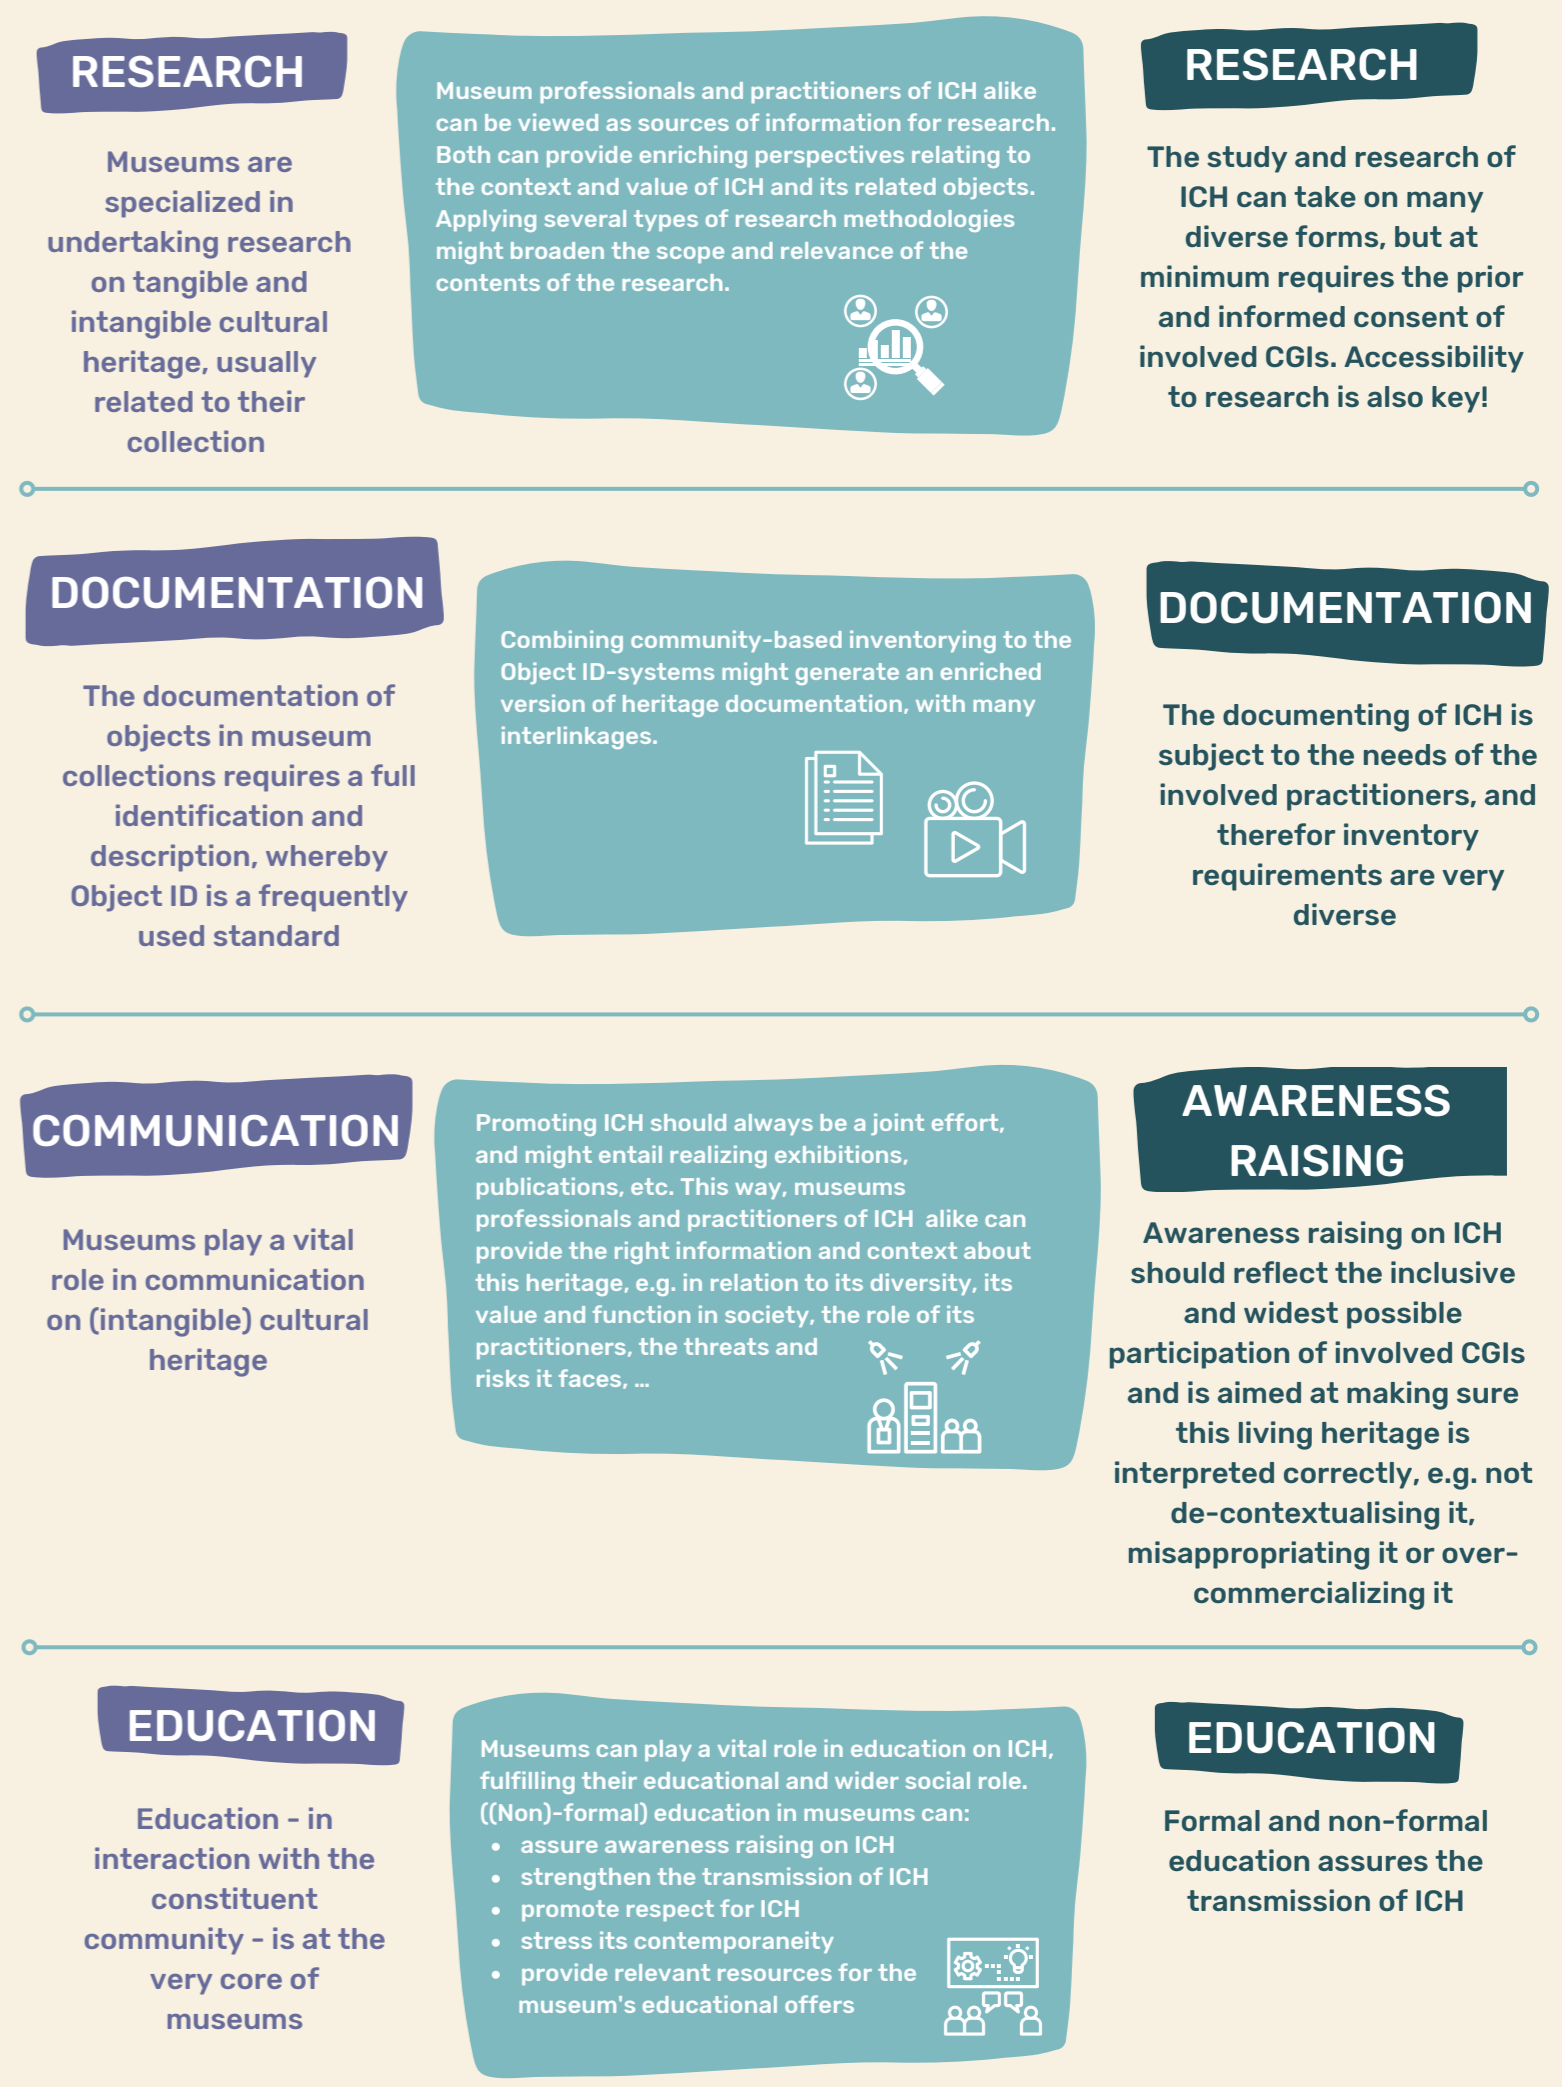 RESEARCH
Museums are
specialized in
undertaking research
on tangible and
intangible cultural
heritage, usually
related to their
collection
Museum professionals and practitioners of ICH alike
can be viewed as sources of information for research.
Both can provide enriching perspectives relating to
the context and value of ICH and its related objects.
Applying several types of research methodologies
might broaden the scope and relevance of the
contents of the research.
RESEARCH
The study and research of
ICH can take on many
diverse forms, but at
minimum requires the prior
and informed consent of
involved CGIs. Accessibility
to research is also key!
DOCUMENTATION
The documentation of
objects in museum
collections requires a full
identification and
description, whereby
Object ID is a frequently
used standard
Combining community-based inventorying to the
Object ID-systems might generate an enriched
version of heritage documentation, with many
interlinkages.
DOCUMENTATION
The documenting of ICH is
subject to the needs of the
involved practitioners, and
therefor inventory
requirements are very
diverse
COMMUNICATION
Museums play a vital
role in communication
on (intangible) cultural
heritage
Promoting ICH should always be a joint effort,
and might entail realizing exhibitions,
publications, etc. This way, museums
professionals and practitioners of ICH alike can
provide the right information and context about
this heritage, e.g. in relation to its diversity, its
value and function in society, the role of its
practitioners, the threats and
risks it faces, ...
AWARENESS
RAISING
Awareness raising on ICH
should reflect the inclusive
and widest possible
participation of involved CGIs
and is aimed at making sure
this living heritage is
interpreted correctly, e.g. not
de-contextualising it,
misappropriating it or over-
commercializing it
EDUCATION
Education - in
interaction with the
constituent
community - is at the
very core of
museums
Museums can play a vital role in education on ICH,
fulfilling their educational and wider social role.
((Non)-formal) education in museums can:
• assure awareness raising on ICH
• strengthen the transmission of ICH
• promote respect for ICH
• stress its contemporaneity
• provide relevant resources for the
museum's educational offers
EDUCATION
Formal and non-formal
education assures the
transmission of ICH